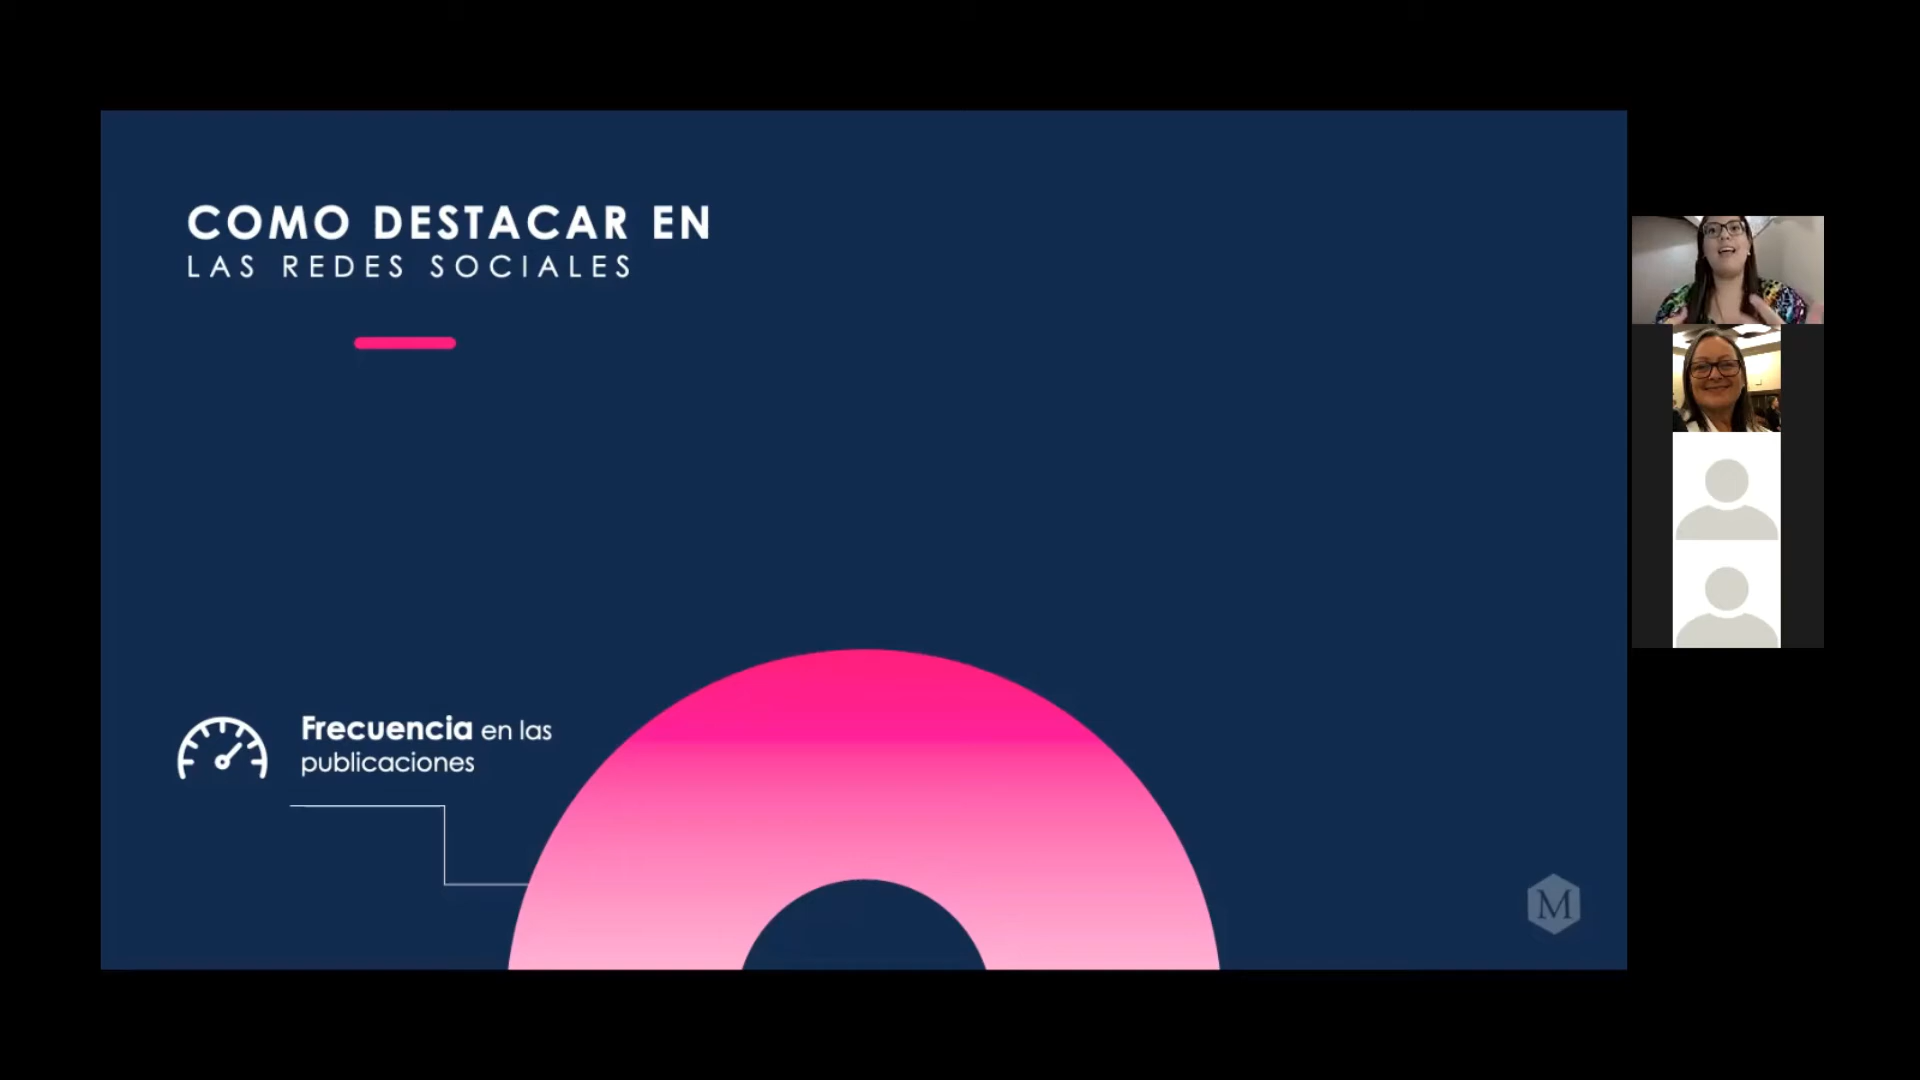 COMO DESTACAR EN
LAS REDES SOCIALES
Frecuencia en las
publicaciones
M